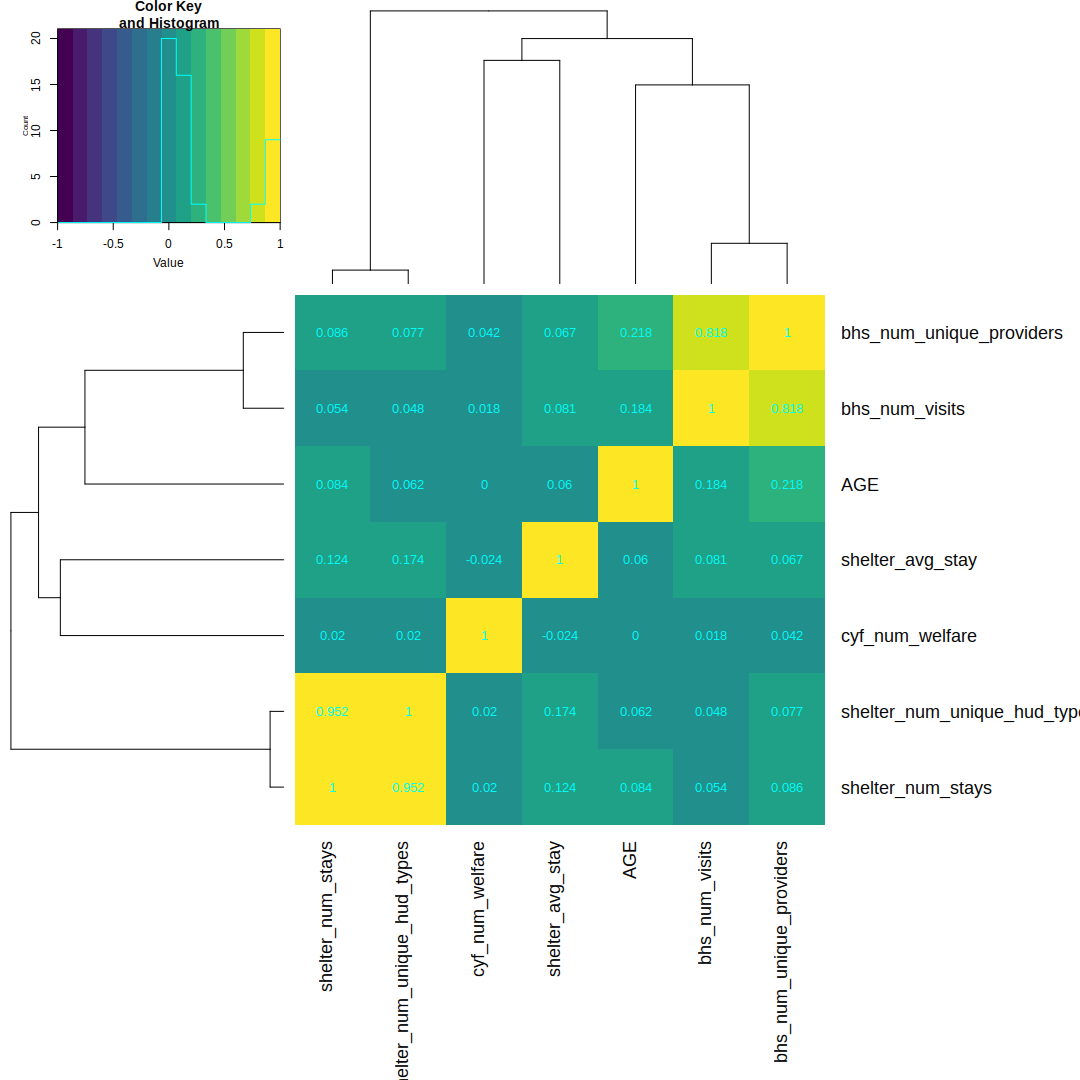 Color Key
and Histogram
Count
0 5 10 15 20
-1 -0.5 0 0.5 1
Value
0.086 0.077 0.042 0.067 0.218 0.818 1 bhs_num_unique_providers
0.054 0.048 0.018 0.081 0.184 1 0.818 bhs_num_visits
0.084 0.062 0 0.06 1 0.184 0.218 AGE
0.124 0.174 -0.024 1 0.06 0.081 0.067 shelter_avg_stay
0.02 0.02 1 -0.024 0 0.018 0.042 cyf_num_welfare
0.952 1 0.02 0.174 0.062 0.048 0.077 shelter_num_unique_hud_type
1 0.952 0.02 0.124 0.084 0.054 0.086 shelter_num_stays
shelter_num_stays
elter_num_unique_hud_types
cyf_num_welfare
shelter_avg_stay
AGE
bhs_num_visits
bhs_num_unique_providers